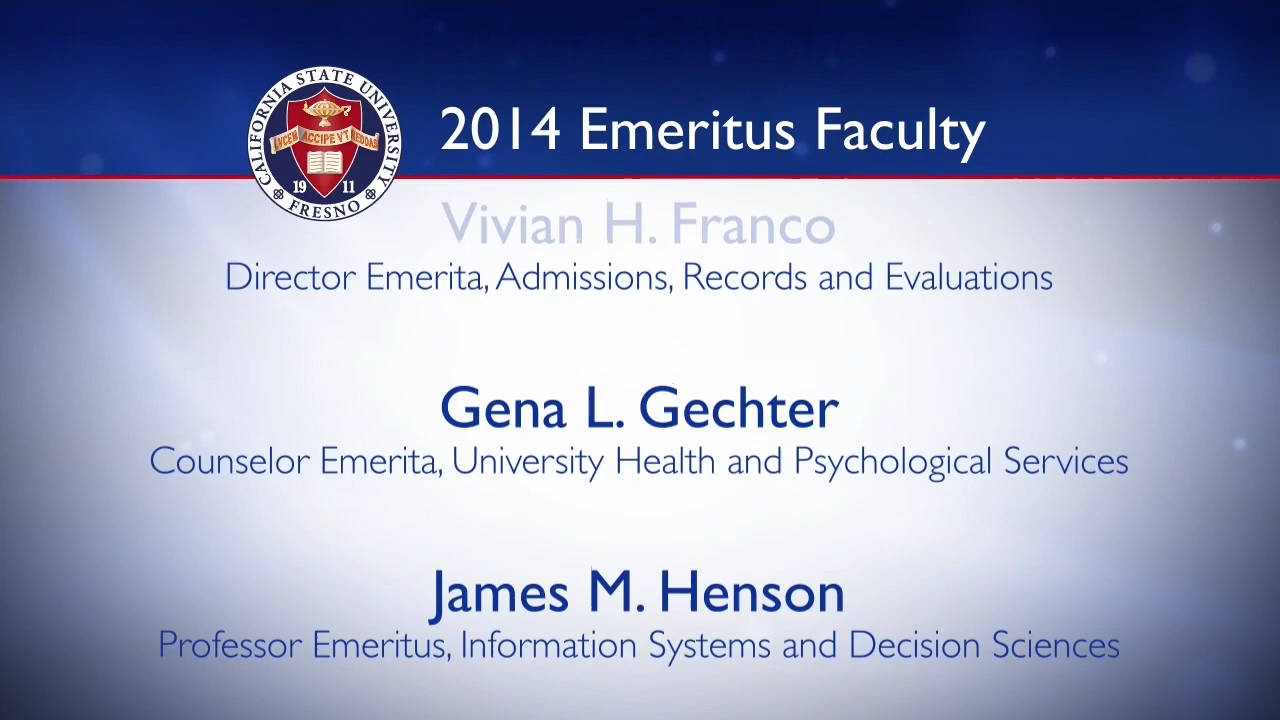 CALIFORNIA STATE UNIVERSITY
LVCEM ACCIPE VT REDDAS
19 11
FRESNO
2014 Emeritus Faculty
Vivian H. Franco
Director Emerita, Admissions, Records and Evaluations
Gena L. Gechter
Counselor Emerita, University Health and Psychological Services
James M. Henson
Professor Emeritus, Information Systems and Decision Sciences